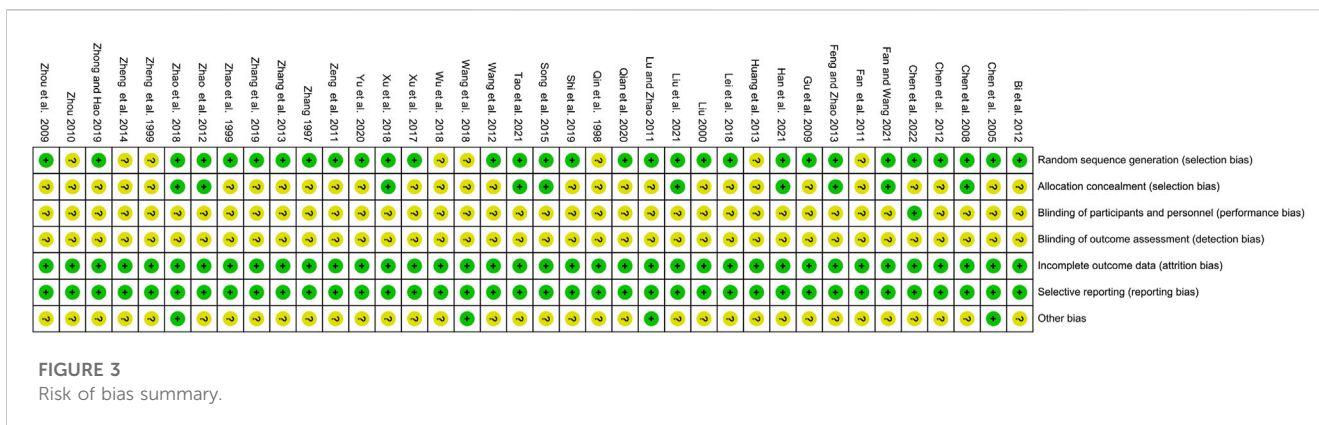 Zhou et al. 2009
Zhou 2010
Zhong and Hao 2019
Zheng et al. 2014
Zheng et al. 1999
Zhao et al. 2018
Zhao et al. 2012
Zhao et al. 1999
Zhang et al. 2019
Zhang et al. 2013
Zhang 1997
Zeng et al. 2011
Yu et al. 2020
Xu et al. 2018
Xu et al. 2017
Wu et al. 2018
Wang et al. 2018
Wang et al. 2012
Tao et al. 2021
Song et al. 2015
Shi et al. 2019
Qin et al. 1998
Qian et al. 2020
Lu and Zhao 2011
Liu et al. 2021
Liu 2000
Lei et al. 2018
Huang et al. 2013
Han et al. 2021
Gu et al. 2009
Feng and Zhao 2013
Fan et al. 2011
Fan and Wang 2021
Chen et al. 2022
Chen et al. 2012
Chen et al. 2008
Chen et al. 2005
Bi et al. 2012
+ ? + ? ? + + + + + + + + + + ? ? + + + + ? + + + + + ? + + + ? + + + + + +
Random sequence generation (selection bias)
? ? ? ? ? + + ? ? ? ? ? ? + ? ? ? ? + + ? ? ? ? + ? ? ? + ? + ? + ? ? + ? ?
Allocation concealment (selection bias)
? ? ? ? ? ? ? ? ? ? ? ? ? ? ? ? ? ? ? ? ? ? ? ? ? ? ? ? ? ? ? ? ? + ? ? ? ?
Blinding of participants and personnel (performance bias)
? ? ? ? ? ? ? ? ? ? ? ? ? ? ? ? ? ? ? ? ? ? ? ? ? ? ? ? ? ? ? ? ? ? ? ? ? ?
Blinding of outcome assessment (detection bias)
+ + + + + + + + + + + + + + + + + + + + + + + + + + + + + + + + + + + + + +
Incomplete outcome data (attrition bias)
+ + + + + + + + + + + + + + + + + + + + + + + + + + + + + + + + + + + + + +
Selective reporting (reporting bias)
? ? ? ? ? + ? ? ? ? ? ? ? ? ? ? + ? ? ? ? ? ? + ? ? ? ? ? ? ? ? ? ? ? ? + ?
Other bias
FIGURE 3
Risk of bias summary.